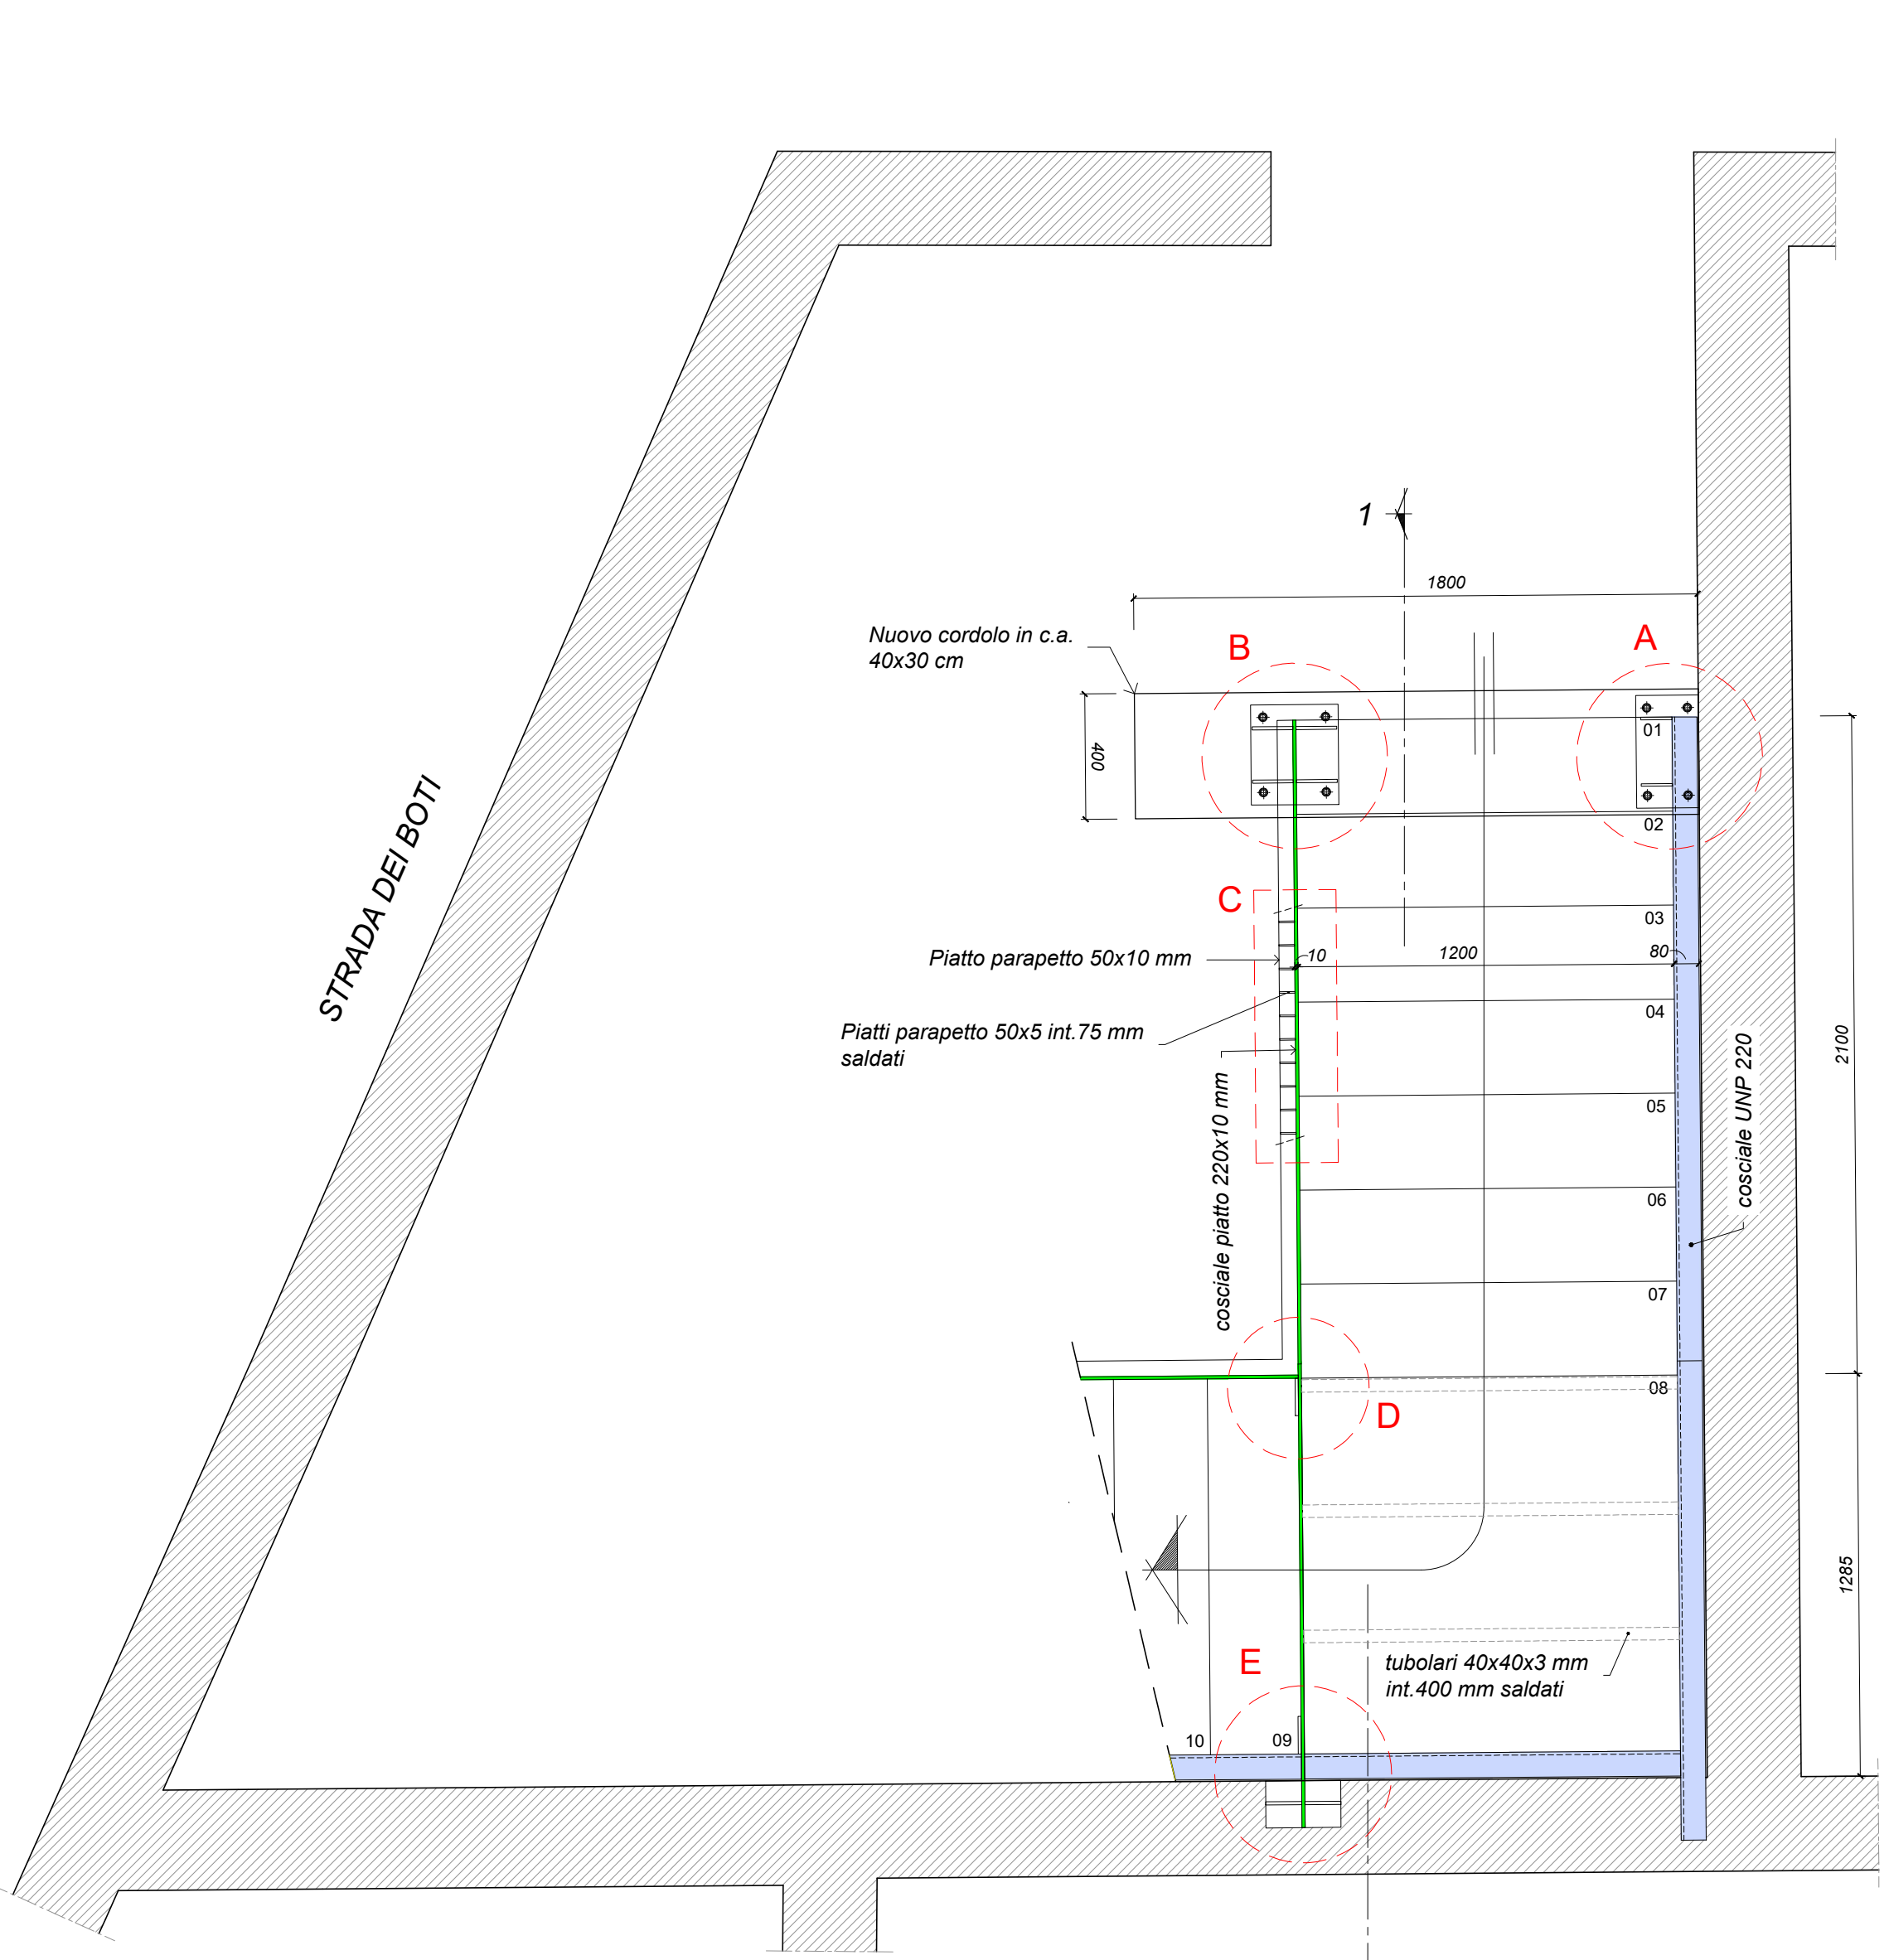 1
1800
Nuovo cordolo in c.a.
40x30 cm
B
A
400
01
02
STRADA DEI BOTI
C
03
Piatto parapetto 50x10 mm
10
1200
80
04
Piatti parapetto 50x5 int.75 mm
saldati
cosciale piatto 220x10 mm
cosciale UNP 220
2100
05
06
07
08
D
1285
E
tubolari 40x40x3 mm
int.400 mm saldati
10
09